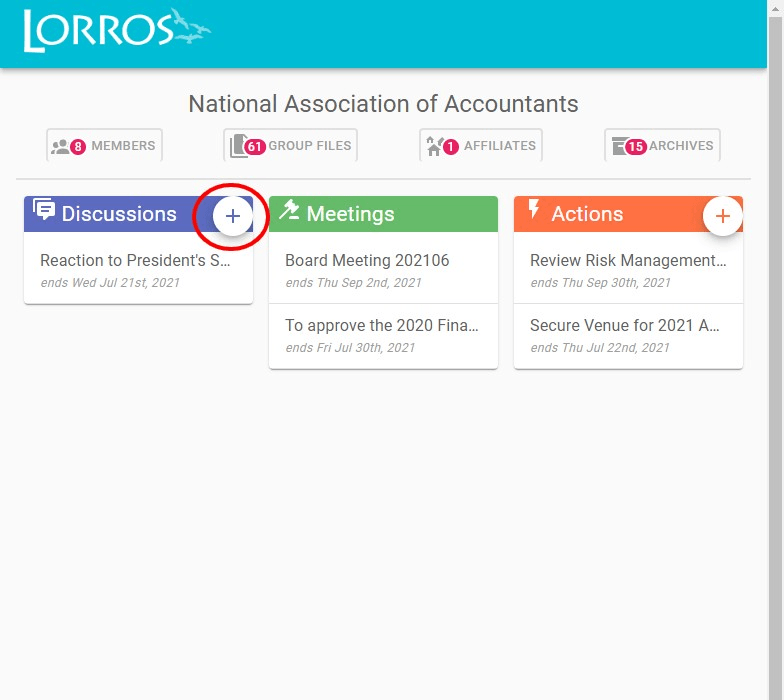 LORROS
National Association of Accountants
8 MEMBERS
61 GROUP FILES
1 AFFILIATES
15 ARCHIVES
Discussions +
Reaction to President's S...
ends Wed Jul 21st, 2021
Meetings
Board Meeting 202106
ends Thu Sep 2nd, 2021
To approve the 2020 Fina...
ends Fri Jul 30th, 2021
Actions +
Review Risk Management...
ends Thu Sep 30th, 2021
Secure Venue for 2021 A...
ends Thu Jul 22nd, 2021